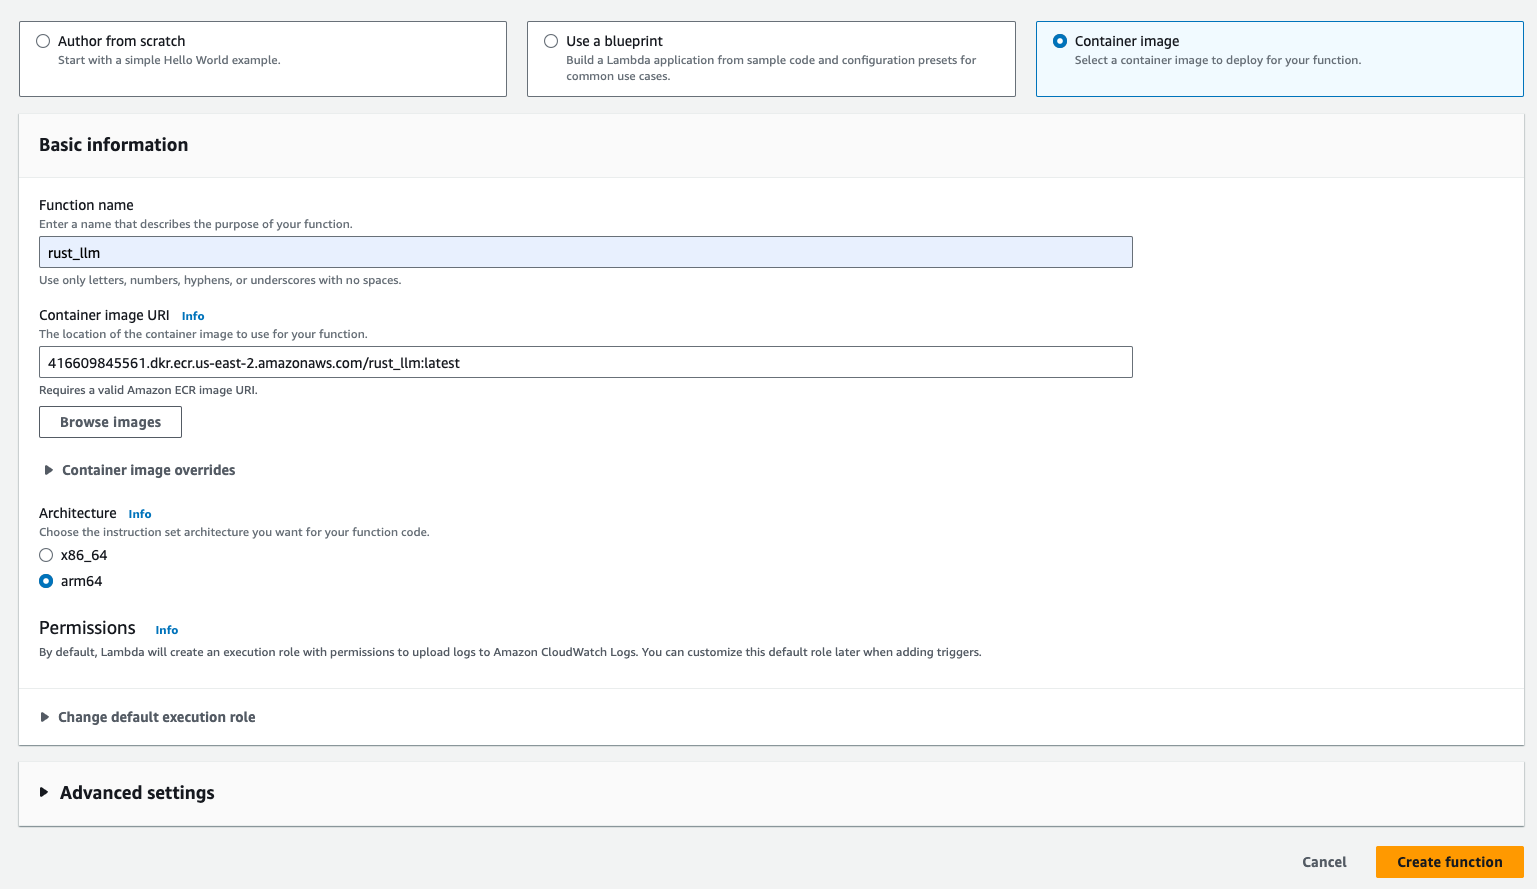 Author from scratch
Start with a simple Hello World example.
Use a blueprint
Build a Lambda application from sample code and configuration presets for
common use cases.
Container image
Select a container image to deploy for your function.
Basic information
Function name
Enter a name that describes the purpose of your function.
rust_llm
Use only letters, numbers, hyphens, or underscores with no spaces.
Container image URI Info
The location of the container image to use for your function.
416609845561.dkr.ecr.us-east-2.amazonaws.com/rust_llm:latest
Requires a valid Amazon ECR image URI.
Browse images
Container image overrides
Architecture Info
Choose the instruction set architecture you want for your function code.
x86_64
arm64
Permissions Info
By default, Lambda will create an execution role with permissions to upload logs to Amazon CloudWatch Logs. You can customize this default role later when adding triggers.
Change default execution role
Advanced settings
Cancel
Create function